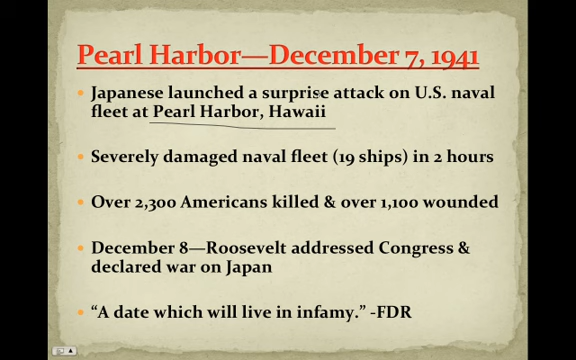 Pearl Harbor—December 7, 1941
• Japanese launched a surprise attack on U.S. naval
fleet at Pearl Harbor, Hawaii
• Severely damaged naval fleet (19 ships) in 2 hours
• Over 2,300 Americans killed & over 1,100 wounded
• December 8—Roosevelt addressed Congress &
declared war on Japan
• “A date which will live in infamy.” -FDR